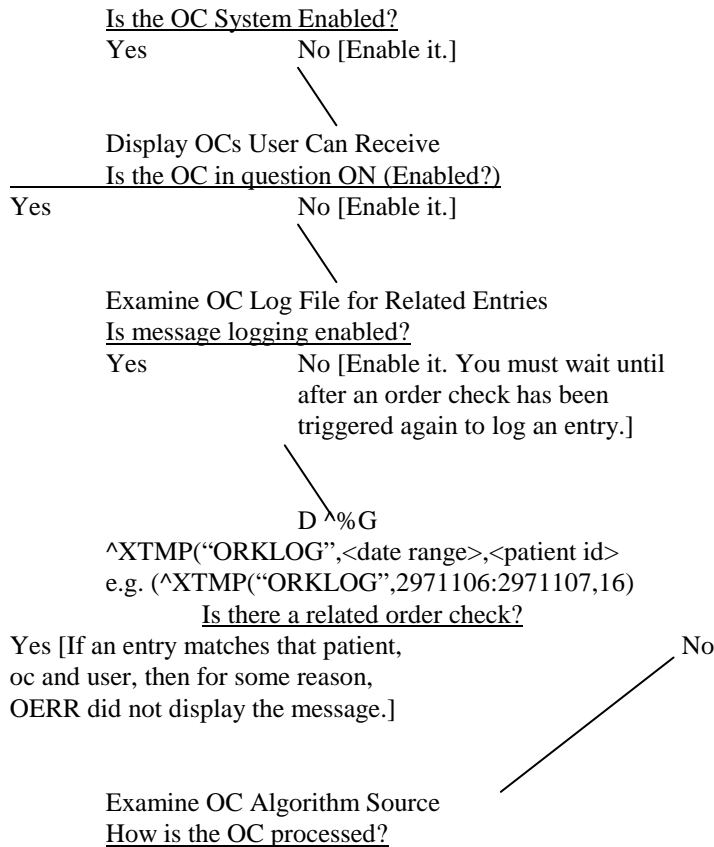 Is the OC System Enabled?
Yes No [Enable it.]
Display OCs User Can Receive
Is the OC in question ON (Enabled?)
Yes No [Enable it.]
Examine OC Log File for Related Entries
Is message logging enabled?
Yes No [Enable it. You must wait until
after an order check has been
triggered again to log an entry.]
D ^%G
^XTMP(“ORKLOG”,<date range>,<patient id>
e.g. (^XTMP(“ORKLOG”,2971106:2971107,16)
Is there a related order check?
Yes [If an entry matches that patient, No
oc and user, then for some reason,
OERR did not display the message.]
Examine OC Algorithm Source
How is the OC processed?